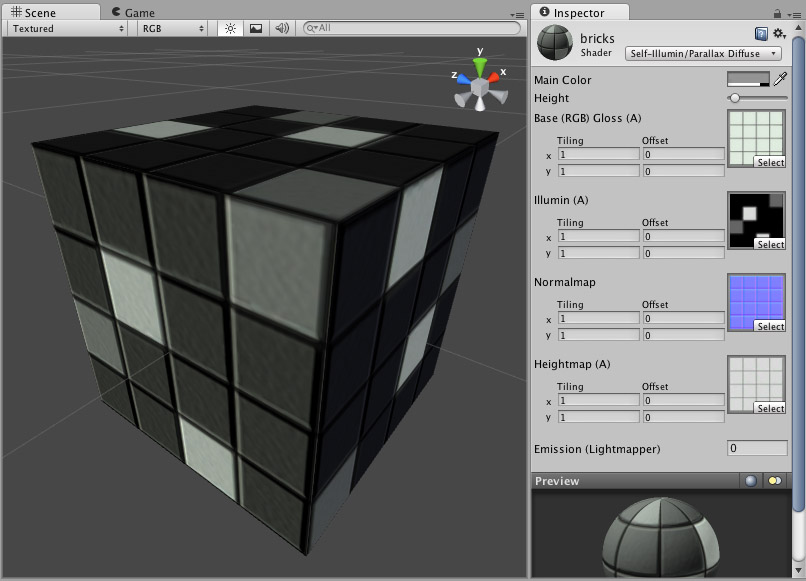 Scene
Game
Textured
RGB
All
y
x
z
Inspector
bricks
Shader
Self-Illumin/Parallax Diffuse
Main Color
Height
Base (RGB) Gloss (A)
Tiling Offset
x 1 0
y 1 0
Select
Illumin (A)
Tiling Offset
x 1 0
y 1 0
Select
Normalmap
Tiling Offset
x 1 0
y 1 0
Select
Heightmap (A)
Tiling Offset
x 1 0
y 1 0
Select
Emission (Lightmapper) 0
Preview